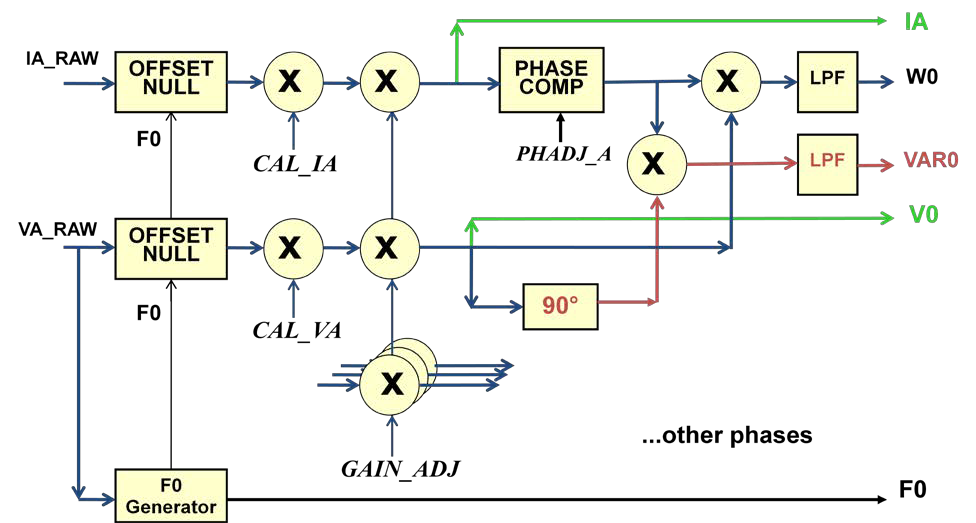 IA
IA_RAW
OFFSET
NULL
X
X
PHASE
COMP
X
LPF
W0
F0
CAL_IA
PHADJ_A
X
LPF
VAR0
VA_RAW
OFFSET
NULL
X
X
V0
F0
CAL_VA
90°
X
...other phases
GAIN_ADJ
F0
Generator
F0